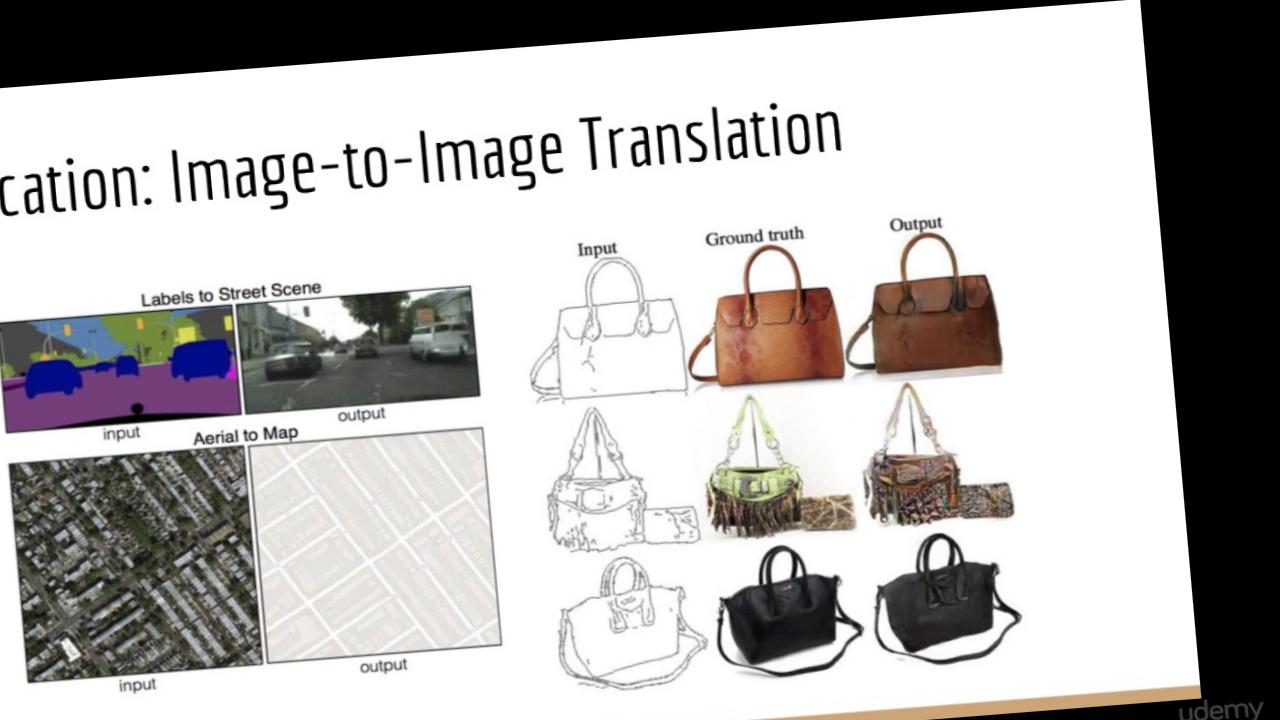 cation: Image-to-Image Translation
Labels to Street Scene
input
output
Aerial to Map
input
output
Input
Ground truth
Output
udemy